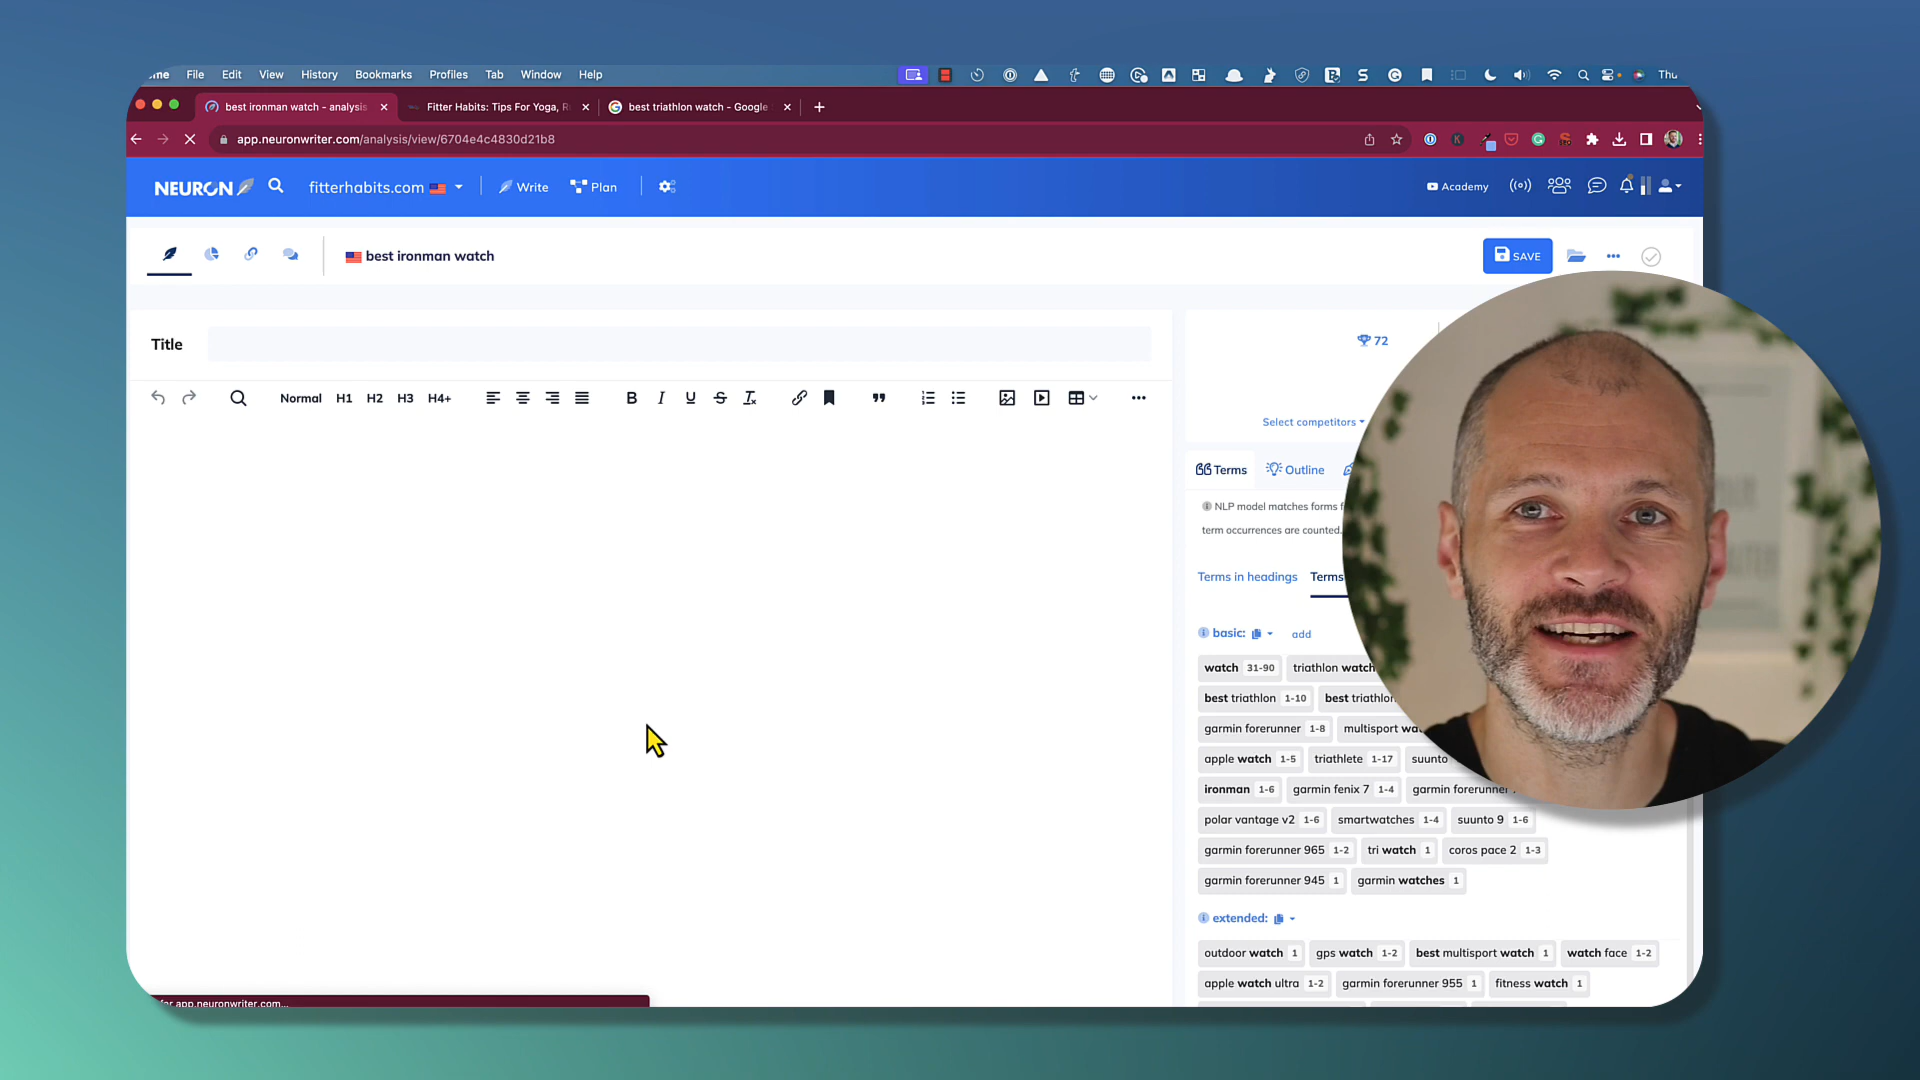 File Edit View History Bookmarks Profiles Tab Window Help
Thu
best ironman watch - analysis
Fitter Habits: Tips For Yoga, R
best triathlon watch - Google
app.neuronwriter.com/analysis/view/6704e4c4830d21b8
NEURON
fitterhabits.com
Write
Plan
Academy
best ironman watch
SAVE
Title
72
Normal H1 H2 H3 H4+
B I U S
Select competitors
Terms
Outline
NLP model matches forms
term occurrences are counted.
Terms in headings
Terms
basic:
add
watch 31-90
triathlon watch
best triathlon 1-10
best triathlon
garmin forerunner 1-8
multisport
apple watch 1-5
triathlete 1-17
suunto
ironman 1-6
garmin fenix 7 1-4
garmin forerunner
polar vantage v2 1-6
smartwatches 1-4
suunto 9 1-6
garmin forerunner 965 1-2
tri watch 1
coros pace 2 1-3
garmin forerunner 945 1
garmin watches 1
extended:
outdoor watch 1
gps watch 1-2
best multisport watch 1
watch face 1-2
apple watch ultra 1-2
garmin forerunner 955 1
fitness watch 1
for app.neuronwriter.com...